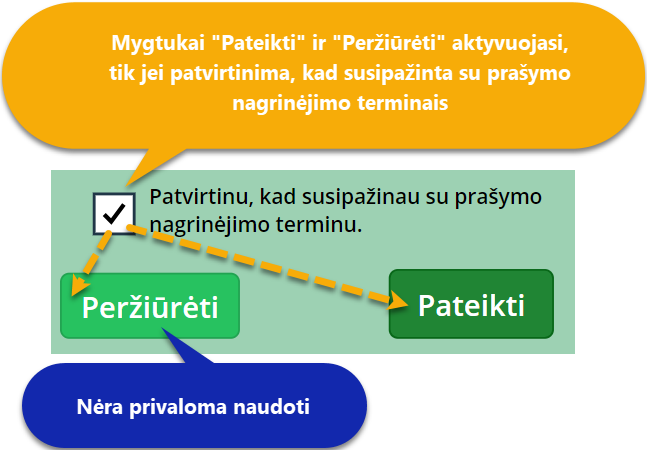 Mygtukai "Pateikti" ir "Peržiūrėti" aktyvuojasi,
tik jei patvirtinima, kad susipažinta su prašymo
nagrinėjimo terminais
Patvirtinu, kad susipažinau su prašymo
nagrinėjimo terminu.
Peržiūrėti
Pateikti
Nėra privaloma naudoti